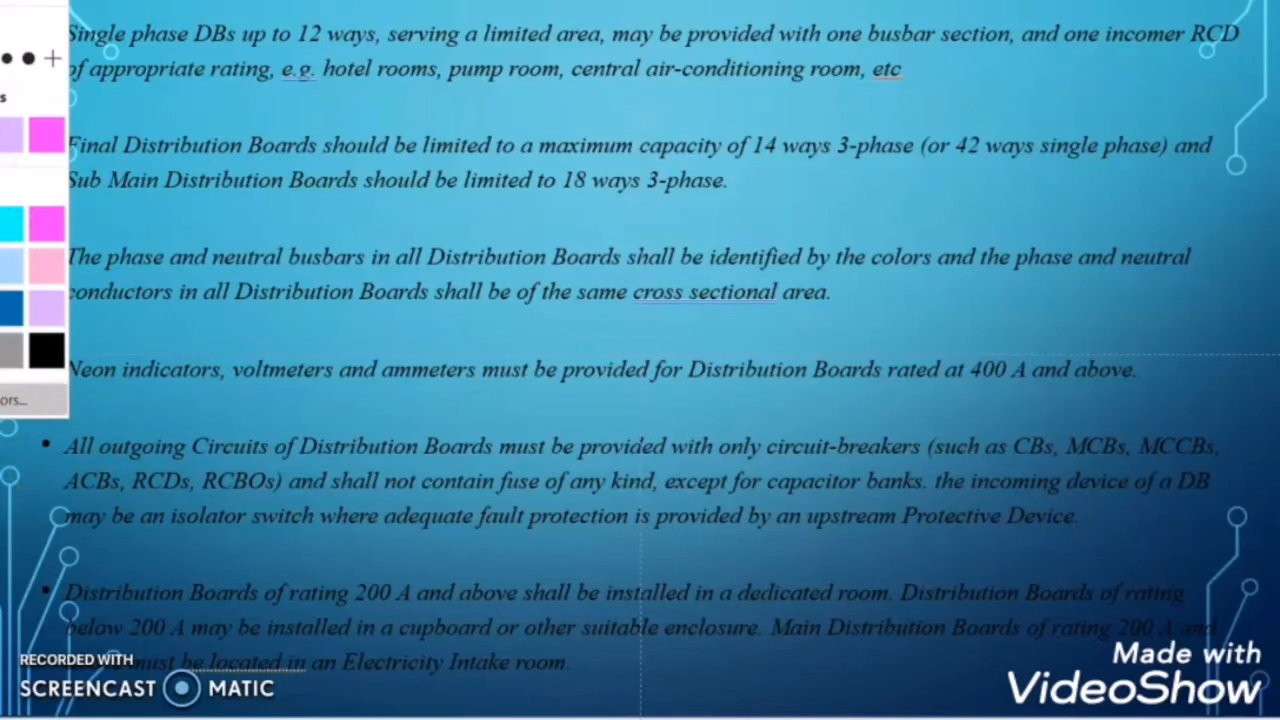 Single phase DBs up to 12 ways, serving a limited area, may be provided with one busbar section, and one incomer RCD
of appropriate rating, e.g. hotel rooms, pump room, central air-conditioning room, etc
s
Final Distribution Boards should be limited to a maximum capacity of 14 ways 3-phase (or 42 ways single phase) and
Sub Main Distribution Boards should be limited to 18 ways 3-phase.
The phase and neutral busbars in all Distribution Boards shall be identified by the colors and the phase and neutral
conductors in all Distribution Boards shall be of the same cross sectional area.
Neon indicators, voltmeters and ammeters must be provided for Distribution Boards rated at 400 A and above.
ors...
• All outgoing Circuits of Distribution Boards must be provided with only circuit-breakers (such as CBs, MCBs, MCCBs,
ACBs, RCDs, RCBOs) and shall not contain fuse of any kind, except for capacitor banks. the incoming device of a DB
may be an isolator switch where adequate fault protection is provided by an upstream Protective Device.
• Distribution Boards of rating 200 A and above shall be installed in a dedicated room. Distribution Boards of rating
below 200 A may be installed in a cupboard or other suitable enclosure. Main Distribution Boards of rating 200 A and
must be located in an Electricity Intake room.
RECORDED WITH
SCREENCAST MATIC
Made with
VideoShow